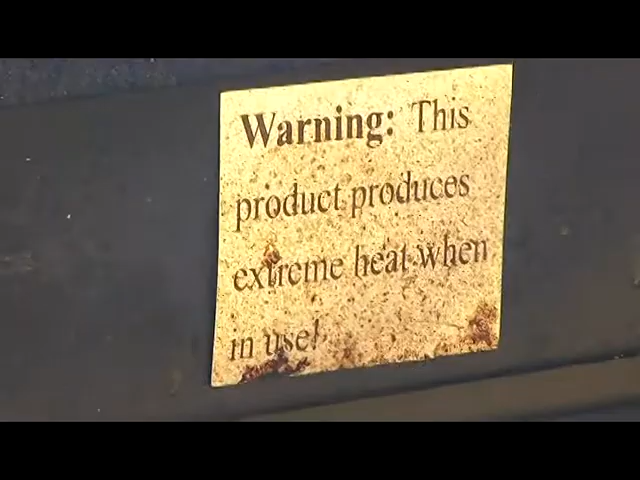 Warning: This
product produces
extreme heat when
in use!